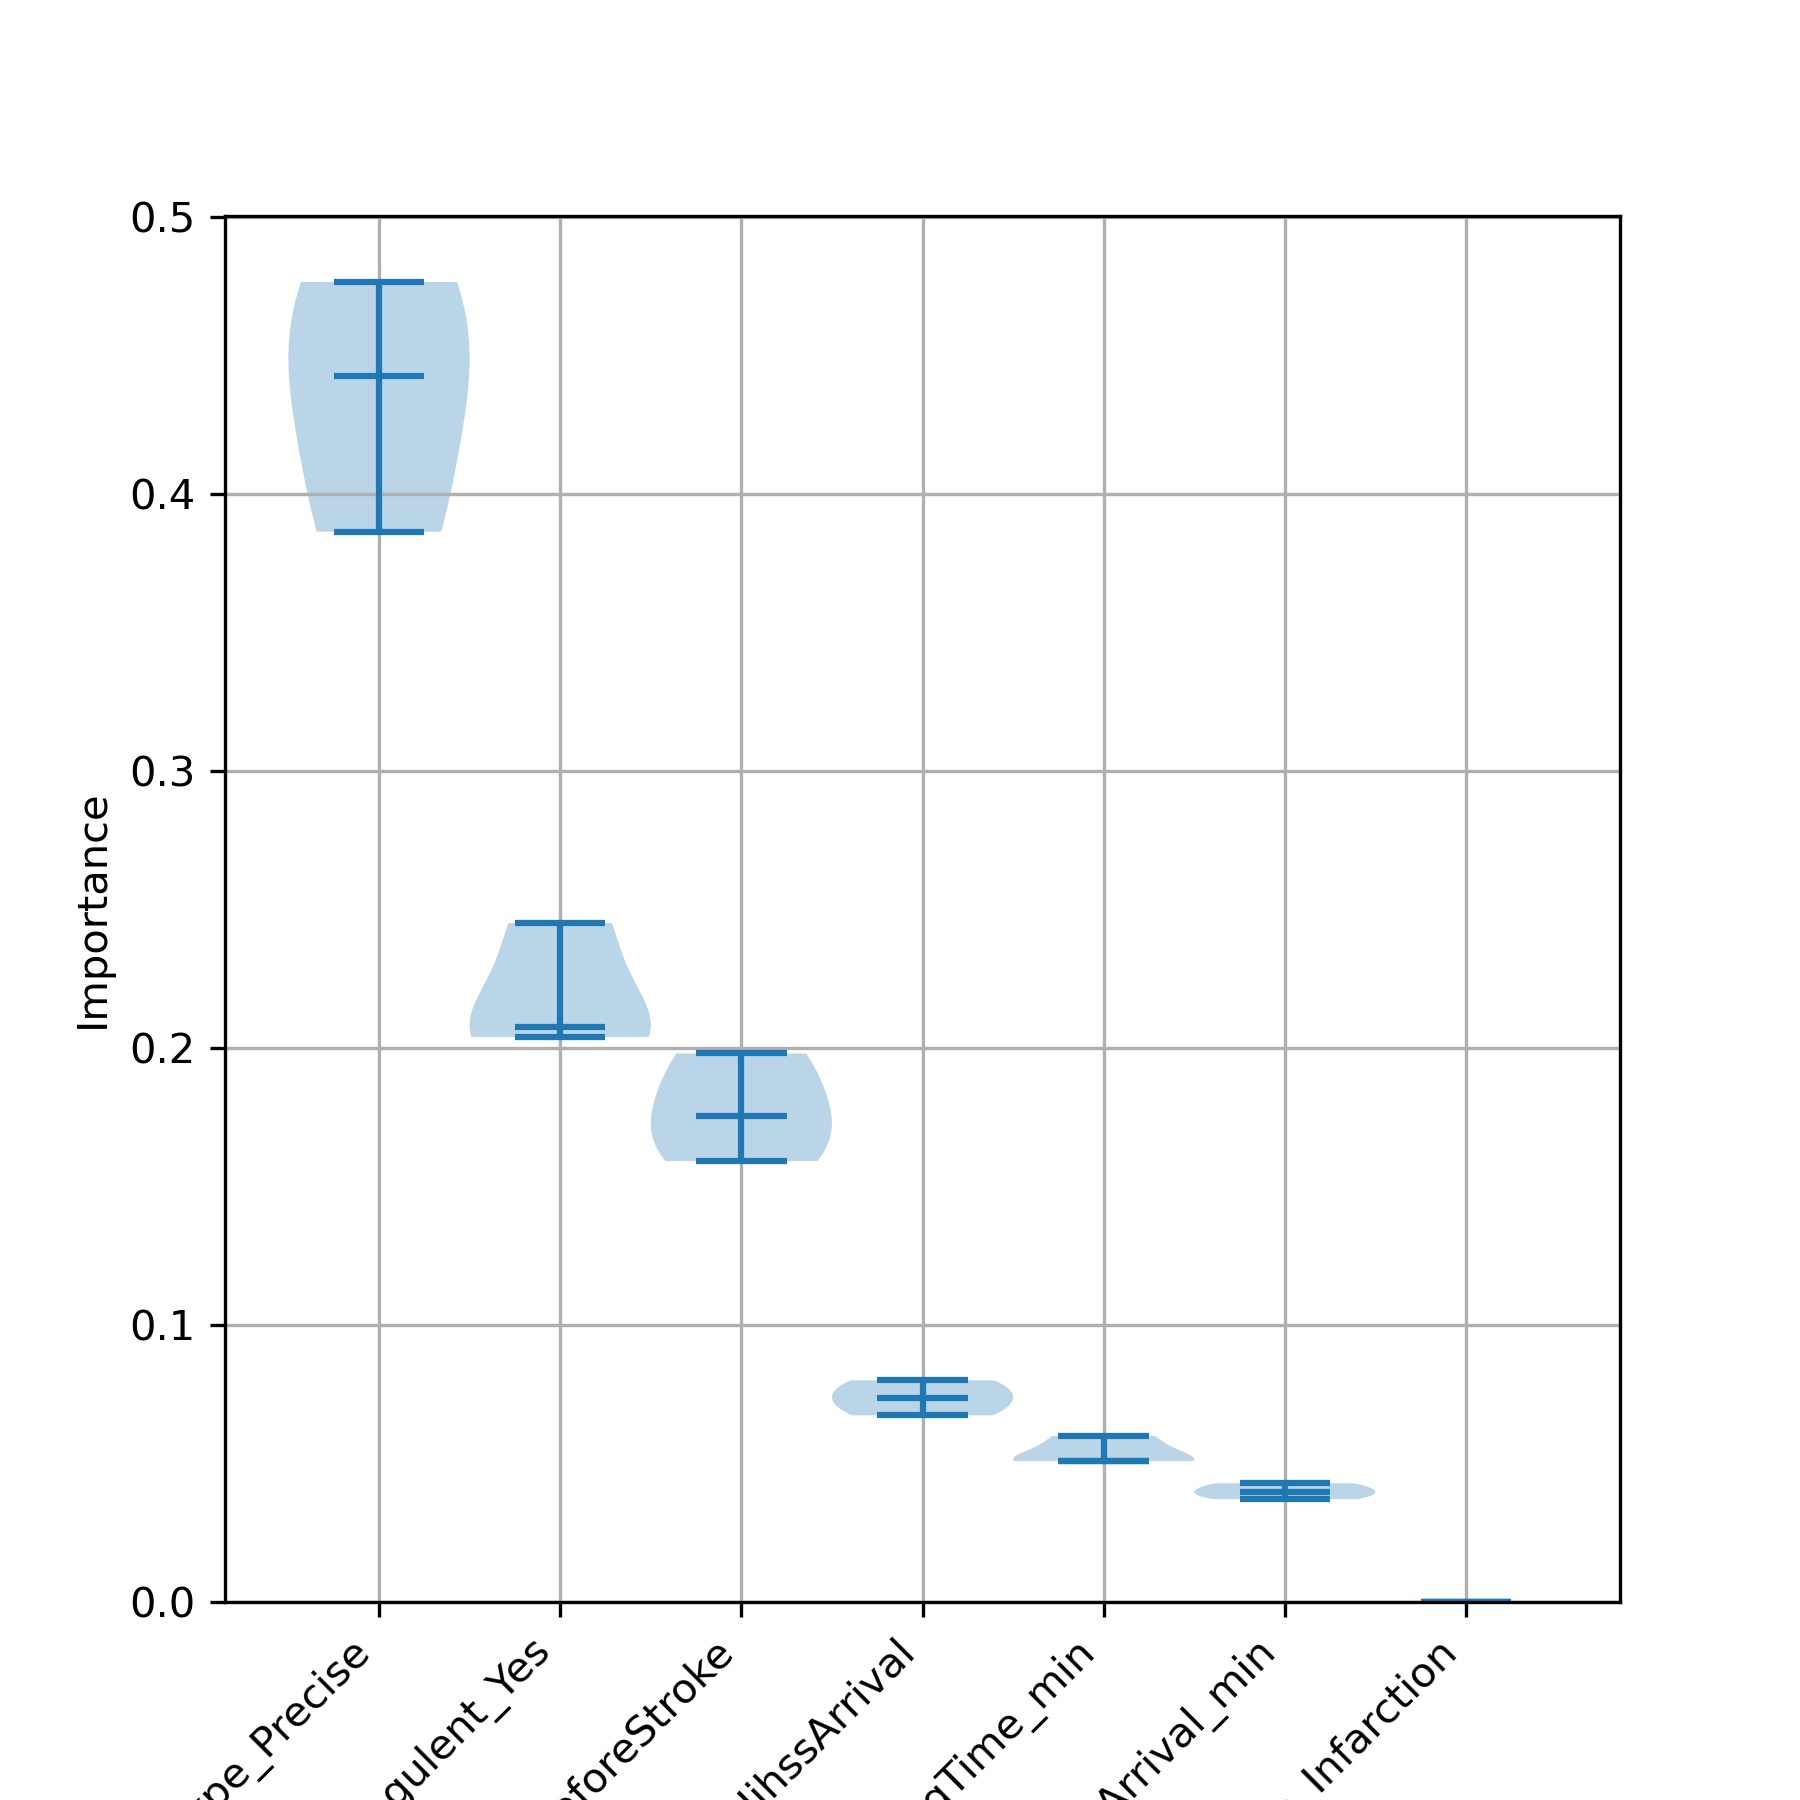 0.5
0.4
0.3
0.2
0.1
0.0
Importance
pe_Precise
gulent_Yes
foreStroke
ihssArrival
Time_min
Arrival_min
Infarction